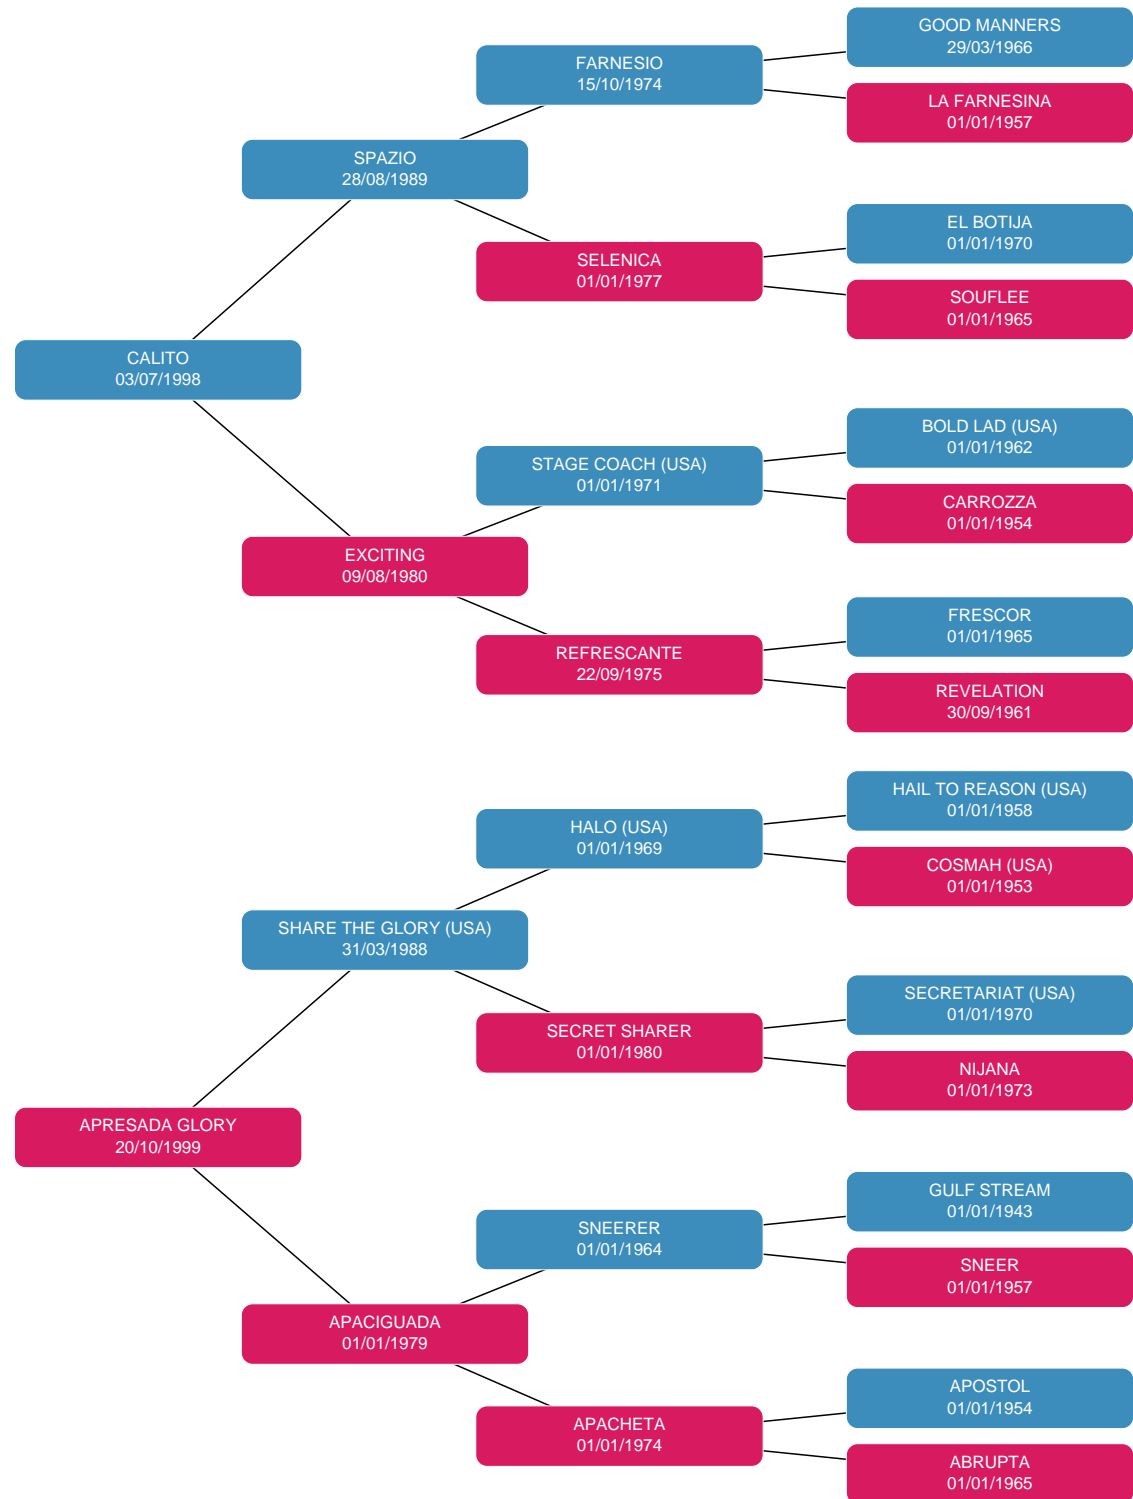 GOOD MANNERS
29/03/1966
FARNESIO
15/10/1974
LA FARNESINA
01/01/1957
SPAZIO
28/08/1989
EL BOTIJA
01/01/1970
SELENICA
01/01/1977
SOUFLEE
01/01/1965
CALITO
03/07/1998
BOLD LAD (USA)
01/01/1962
STAGE COACH (USA)
01/01/1971
CARROZZA
01/01/1954
EXCITING
09/08/1980
FRESCOR
01/01/1965
REFRESCANTE
22/09/1975
REVELATION
30/09/1961
HAIL TO REASON (USA)
01/01/1958
HALO (USA)
01/01/1969
COSMAH (USA)
01/01/1953
SHARE THE GLORY (USA)
31/03/1988
SECRETARIAT (USA)
01/01/1970
SECRET SHARER
01/01/1980
NIJANA
01/01/1973
APRESADA GLORY
20/10/1999
GULF STREAM
01/01/1943
SNEERER
01/01/1964
SNEER
01/01/1957
APACIGUADA
01/01/1979
APOSTOL
01/01/1954
APACHETA
01/01/1974
ABRUPTA
01/01/1965